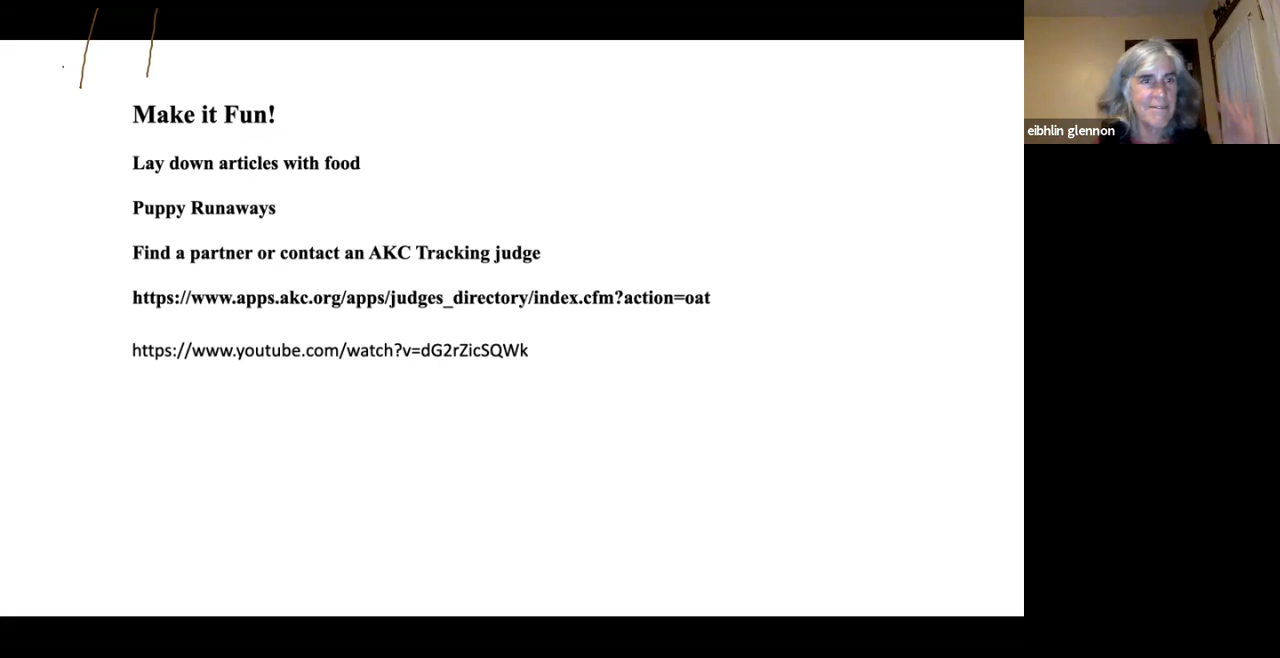 Make it Fun!
Lay down articles with food
Puppy Runaways
Find a partner or contact an AKC Tracking judge
https://www.apps.akc.org/apps/judges_directory/index.cfm?action=oat
https://www.youtube.com/watch?v=dG2rZicSQWk
eibhlin glennon